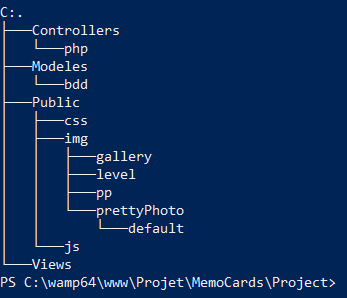 C:.
├───Controllers
│   └───php
├───Modeles
│   └───bdd
├───Public
│   ├───css
│   ├───img
│   │   ├───gallery
│   │   ├───level
│   │   ├───pp
│   │   └───prettyPhoto
│   │       └───default
│   └───js
└───Views
PS C:\wamp64\www\Projet\MemoCards\Project>